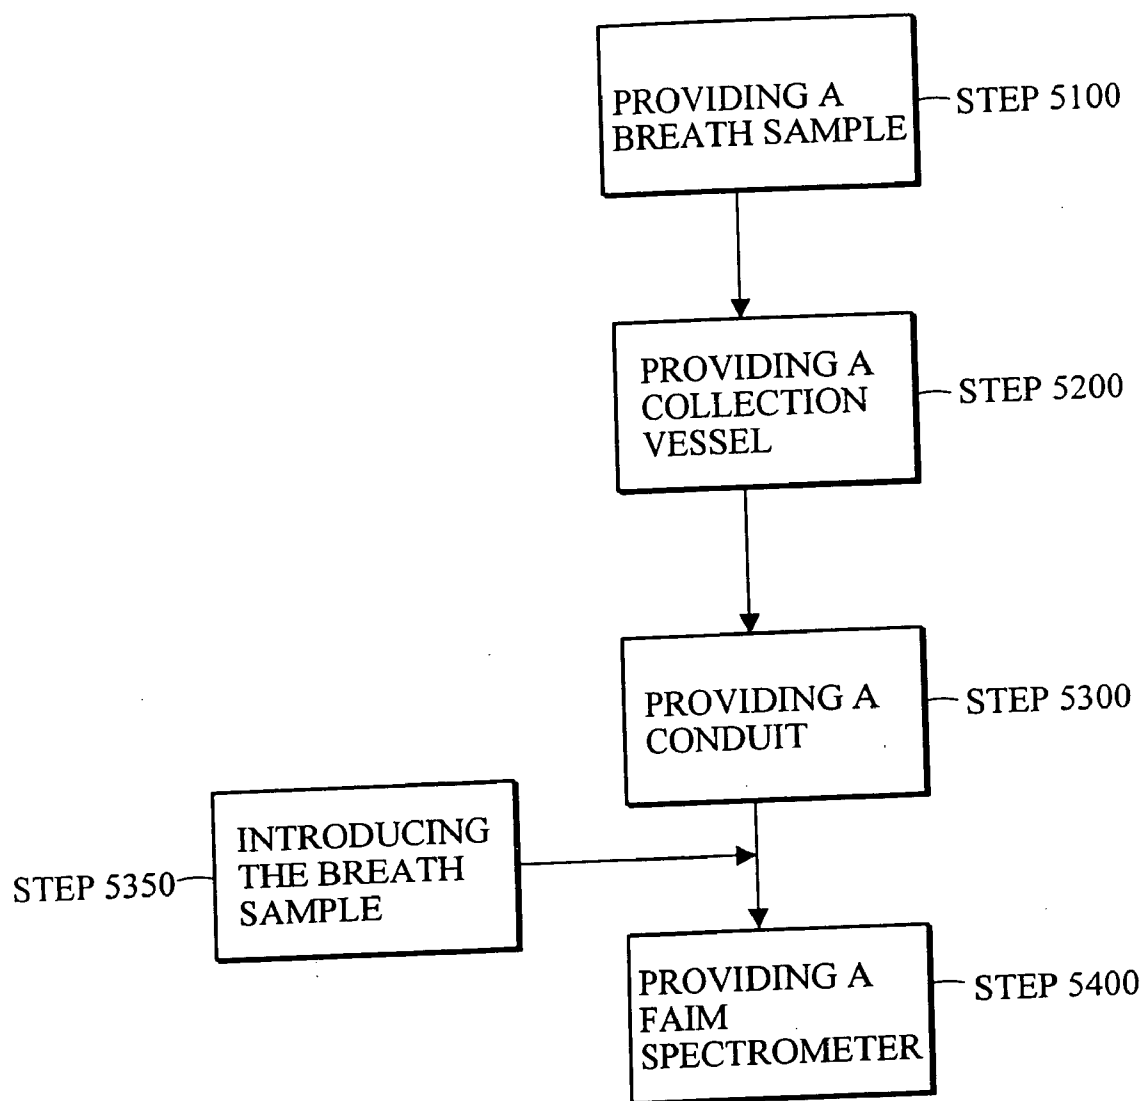 PROVIDING A
BREATH SAMPLE
STEP 5100
PROVIDING A
COLLECTION
VESSEL
STEP 5200
PROVIDING A
CONDUIT
STEP 5300
INTRODUCING
THE BREATH
SAMPLE
STEP 5350
PROVIDING A
FAIM
SPECTROMETER
STEP 5400